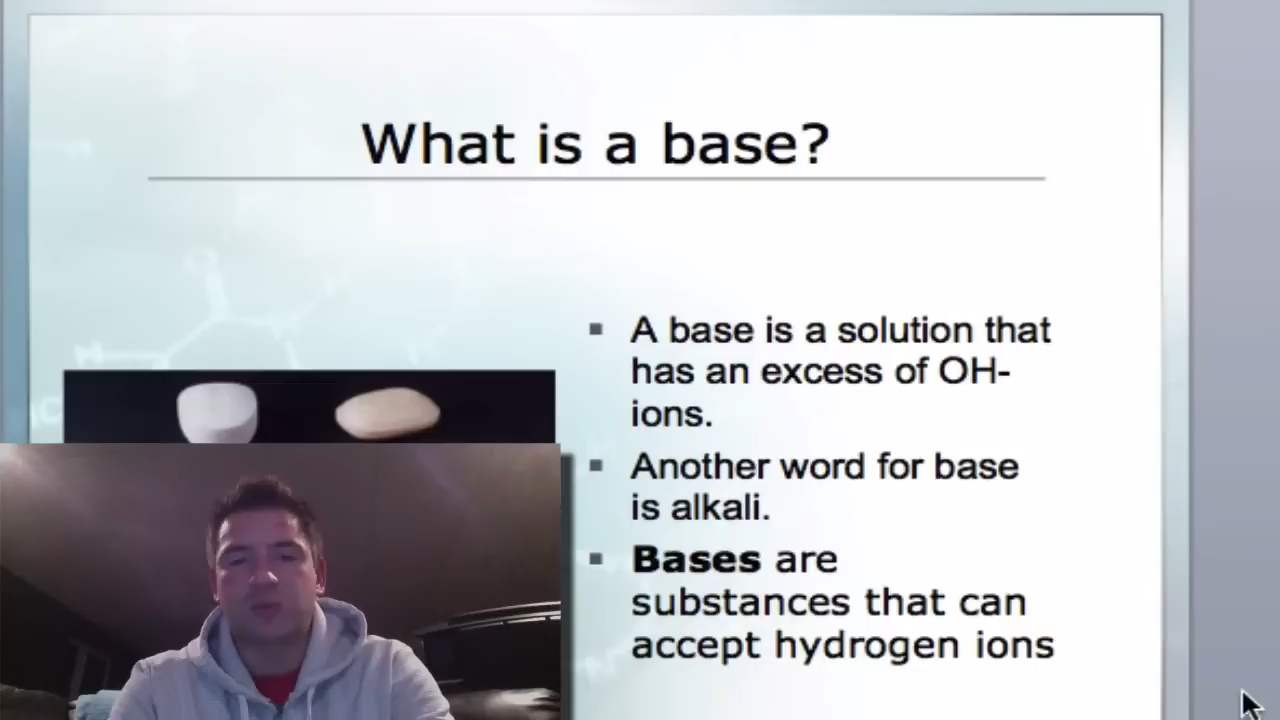 What is a base?
A base is a solution that
has an excess of OH-
ions.
Another word for base
is alkali.
Bases are
substances that can
accept hydrogen ions